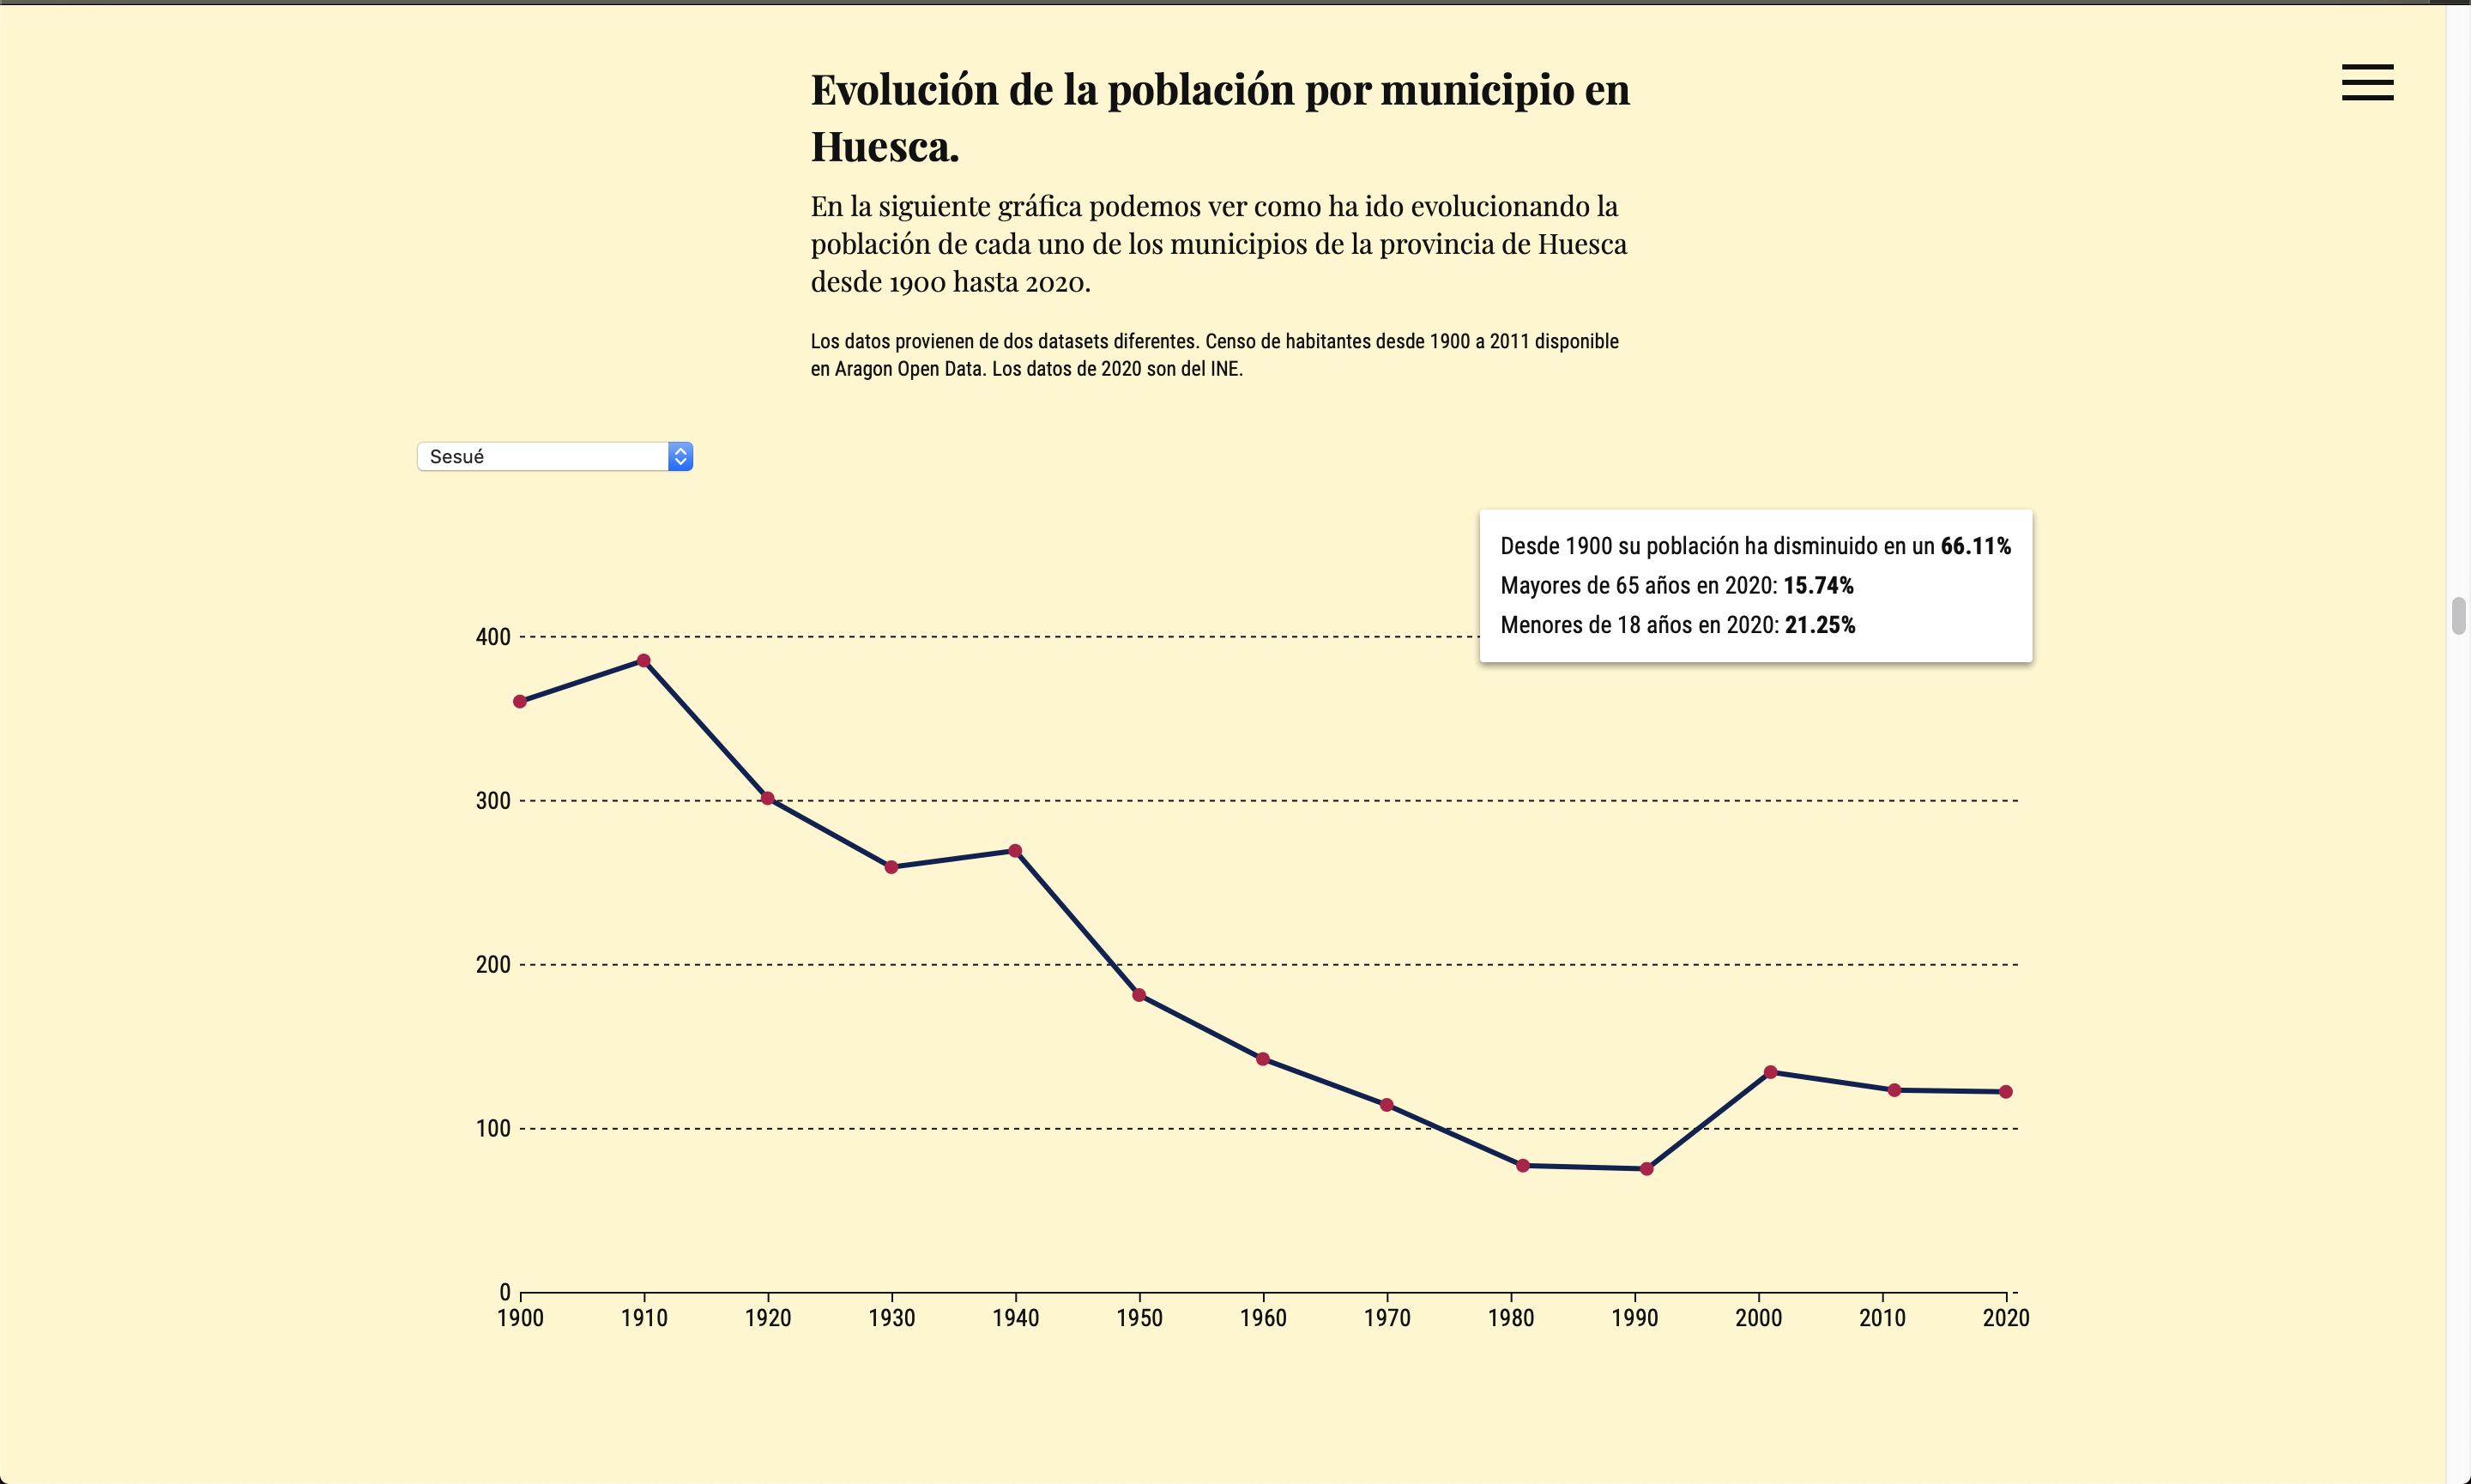 Evolución de la población por municipio en
Huesca.
En la siguiente gráfica podemos ver como ha ido evolucionando la
población de cada uno de los municipios de la provincia de Huesca
desde 1900 hasta 2020.
Los datos provienen de dos datasets diferentes. Censo de habitantes desde 1900 a 2011 disponible
en Aragon Open Data. Los datos de 2020 son del INE.
Sesué
Desde 1900 su población ha disminuido en un 66.11%
Mayores de 65 años en 2020: 15.74%
Menores de 18 años en 2020: 21.25%
400
300
200
100
0
1900 1910 1920 1930 1940 1950 1960 1970 1980 1990 2000 2010 2020